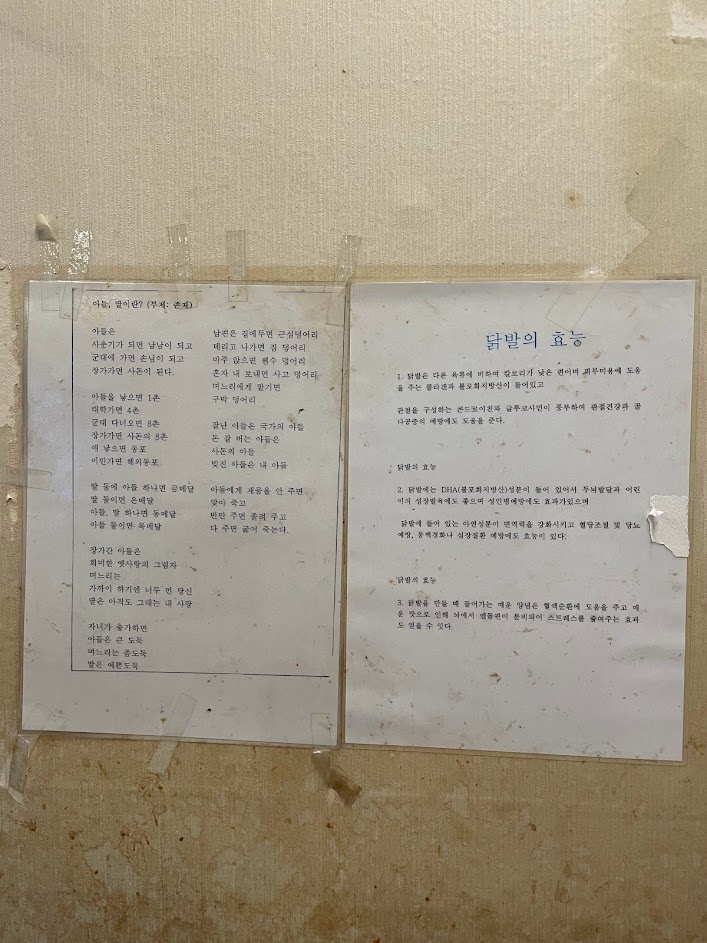 아들, 딸이란? (부제: 존재)
아들은
사춘기가 되면 남남이 되고
군대에 가면 손님이 되고
장가가면 사돈이 된다.
아들을 낳으면 1촌
대학가면 4촌
군대 다녀오면 8촌
장가가면 사돈의 8촌
애 낳으면 동포
이민가면 해외동포
딸 둘에 아들 하나면 금메달
딸 둘이면 은메달
아들, 딸 하나면 동메달
아들 둘이면 목메달
장가간 아들은
희미한 옛사랑의 그림자
며느리는
가까이 하기엔 너무 먼 당신
딸은 아직도 그대는 내 사랑
자녀가 출가하면
아들은 큰 도둑
며느리는 좀도둑
딸은 예쁜도둑
남편은 집에두면 근심덩어리
데리고 나가면 짐 덩어리
마주 앉으면 웬수 덩어리
혼자 내 보내면 사고 덩어리
며느리에게 맡기면
구박 덩어리
잘난 아들은 국가의 아들
돈 잘 버는 아들은
사돈의 아들
빚진 아들은 내 아들
아들에게 재물을 안 주면
맞아 죽고
반만 주면 졸려 죽고
다 주면 굶어 죽는다.
닭발의 효능
1. 닭발은 다른 육류에 비하여 칼로리가 낮은 편이며 피부미용에 도움
을 주는 콜라겐과 불포화지방산이 들어있고
관절을 구성하는 콘드로이친과 글루코사민이 풍부하여 관절건강과 골
다공증의 예방에도 도움을 준다.
닭발의 효능
2. 닭발에는 DHA(불포화지방산)성분이 들어 있어서 두뇌발달과 어린
이의 성장발육에도 좋으며 성인병예방에도 효과가있으며
닭발에 들어 있는 아연성분이 면역력을 강화시키고 혈당조절 및 당뇨
예방, 동맥경화나 심장질환 예방에도 효능이 있다.
닭발의 효능
3. 닭발을 만들 때 들어가는 매운 양념은 혈액순환에 도움을 주고 매
운 맛으로 인해 뇌에서 엔돌핀이 분비되어 스트레스를 줄여주는 효과
도 얻을 수 있다.